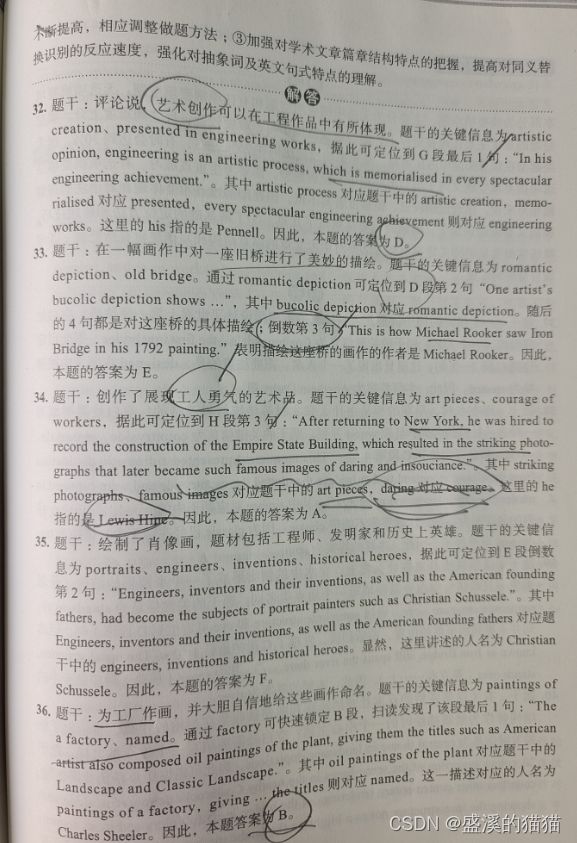 不断提高，相应调整做题方法；③加强对学术文章篇章结构特点的把握，提高对同义替
换识别的反应速度，强化对抽象词及英文句式特点的理解。
解答
32. 题干：评论说，艺术创作可以在工程作品中有所体现。题干的关键信息为artistic
creation、presented in engineering works，据此可定位到G段最后1句：“In his
opinion, engineering is an artistic process, which is memorialised in every spectacular
engineering achievement.”。其中artistic process 对应题干中的artistic creation，memo-
rialised 对应 presented，every spectacular engineering achievement 则对应 engineering
works。这里的 his 指的是 Pennell。因此，本题的答案为 D。
33. 题干：在一幅画作中对一座旧桥进行了美妙的描绘。题干的关键信息为 romantic
depiction、old bridge。通过 romantic depiction 可定位到D段第2句“One artist's
bucolic depiction shows …”，其中 bucolic depiction 对应 romantic depiction。随后
的4句都是对这座桥的具体描绘；倒数第3句“This is how Michael Rooker saw Iron
Bridge in his 1792 painting.”表明描绘这座桥的画作的作者是 Michael Rooker。因此，
本题的答案为 E。
34. 题干：创作了展现工人勇气的艺术品。题干的关键信息为 art pieces、courage of
workers，据此可定位到H段第3句：“After returning to New York, he was hired to
record the construction of the Empire State Building, which resulted in the striking photo-
graphs that later became such famous images of daring and insouciance.”。其中 striking
photographs、famous images 对应题干中的 art pieces，daring 对应 courage。这里的 he
指的是 Lewis Hine。因此，本题的答案为 A。
35. 题干：绘制了肖像画，题材包括工程师、发明家和历史上英雄。题干的关键信
息为 portraits、engineers、inventions、historical heroes，据此可定位到E段倒数
第2句：“Engineers, inventors and their inventions, as well as the American founding
fathers, had become the subjects of portrait painters such as Christian Schussele.”。其中
Engineers, inventors and their inventions, as well as the American founding fathers 对应题
干中的 engineers, inventions and historical heroes。显然，这里讲述的人名为 Christian
Schussele。因此，本题的答案为 F。
36. 题干：为工厂作画，并大胆自信地给这些画作命名。题干的关键信息为 paintings of
a factory、named。通过 factory 可快速锁定B段，扫读发现了该段最后1句：“The
artist also composed oil paintings of the plant, giving them the titles such as American
Landscape and Classic Landscape.”。其中 oil paintings of the plant 对应题干中的
paintings of a factory，giving … the titles 则对应 named。这一描述对应的人名为
Charles Sheeler。因此，本题答案为 B。
CSDN @盛溪的猫猫